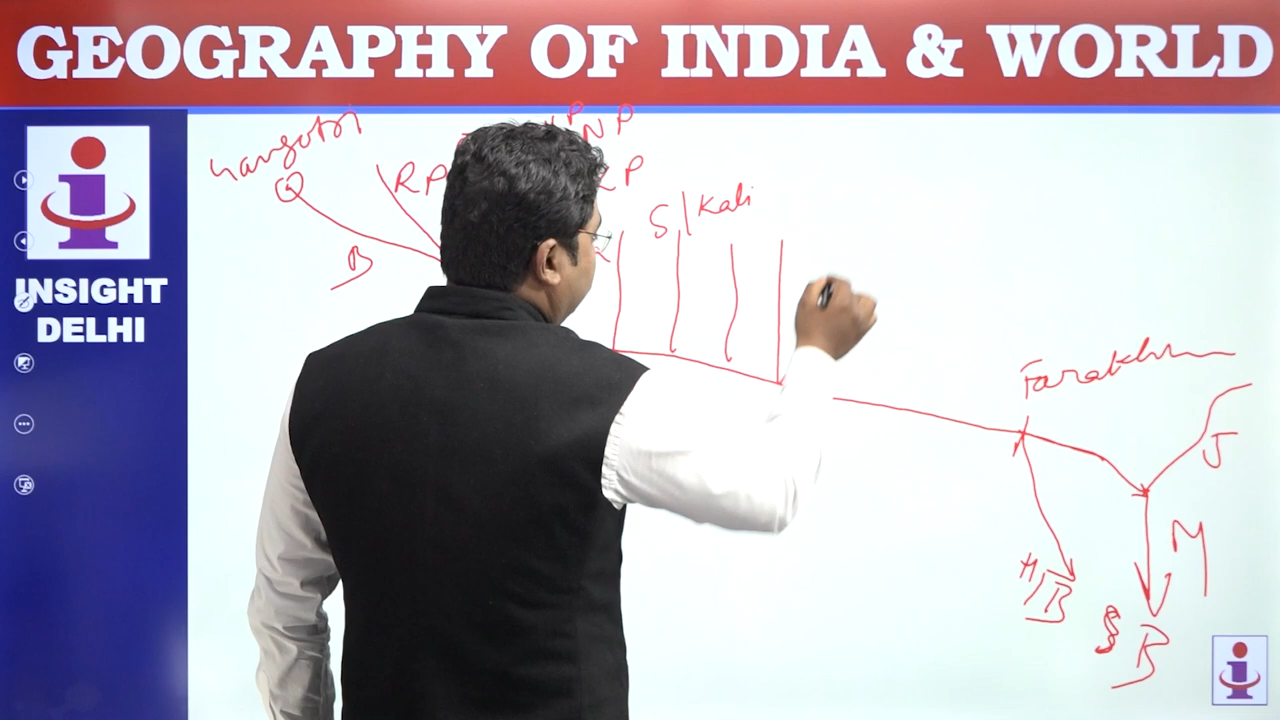 GEOGRAPHY OF INDIA & WORLD
INSIGHT
DELHI
Gangotri
RP
NP
P
B
S/Kali
Farakka
J
H/B
M
B